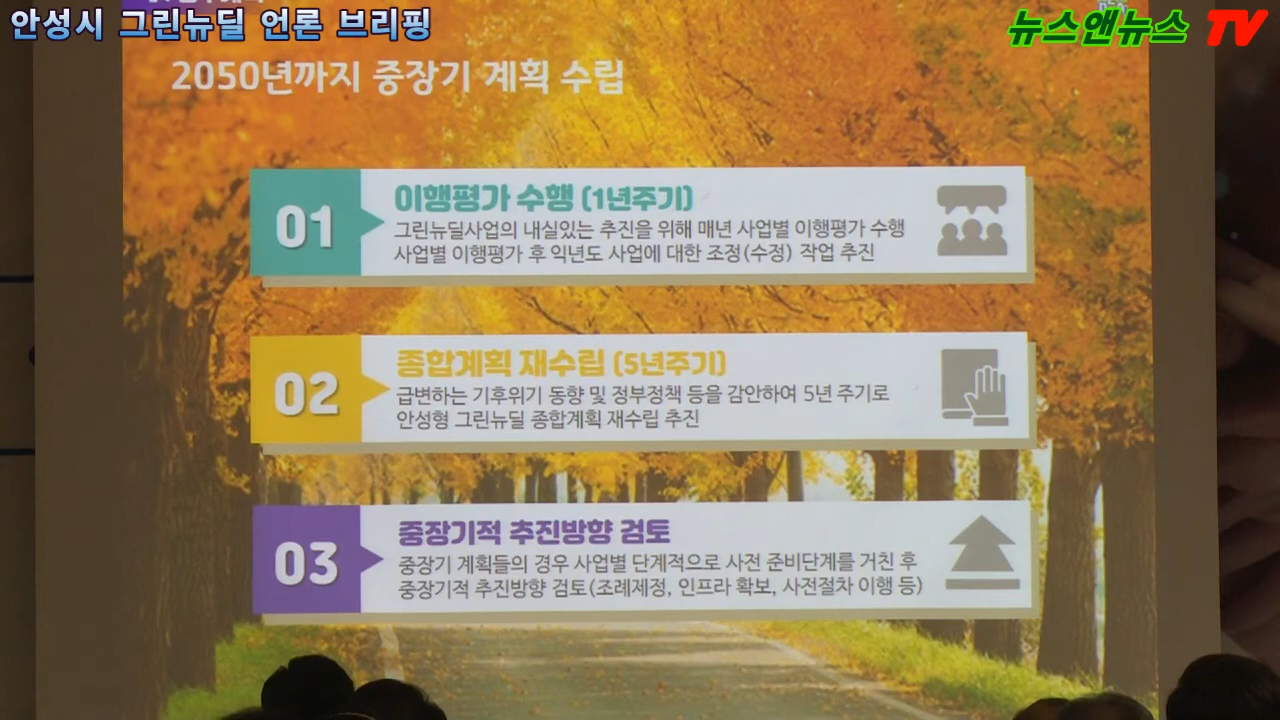 안성시 그린뉴딜 언론 브리핑
뉴스앤뉴스 TV
2050년까지 중장기 계획 수립
01
이행평가 수행 (1년주기)
그린뉴딜사업의 내실있는 추진을 위해 매년 사업별 이행평가 수행
사업별 이행평가 후 익년도 사업에 대한 조정(수정) 작업 추진
02
종합계획 재수립 (5년주기)
급변하는 기후위기 동향 및 정부정책 등을 감안하여 5년 주기로
안성형 그린뉴딜 종합계획 재수립 추진
03
중장기적 추진방향 검토
중장기 계획들의 경우 사업별 단계적으로 사전 준비단계를 거친 후
중장기적 추진방향 검토(조례제정, 인프라 확보, 사전절차 이행 등)